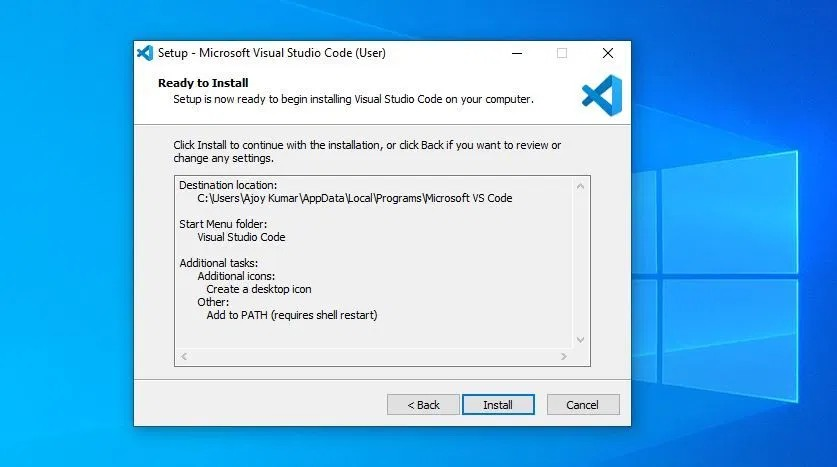 Setup - Microsoft Visual Studio Code (User)
Ready to Install
Setup is now ready to begin installing Visual Studio Code on your computer.
Click Install to continue with the installation, or click Back if you want to review or
change any settings.
Destination location:
C:\Users\Ajoy Kumar\AppData\Local\Programs\Microsoft VS Code
Start Menu folder:
Visual Studio Code
Additional tasks:
Additional icons:
Create a desktop icon
Other:
Add to PATH (requires shell restart)
< Back
Install
Cancel